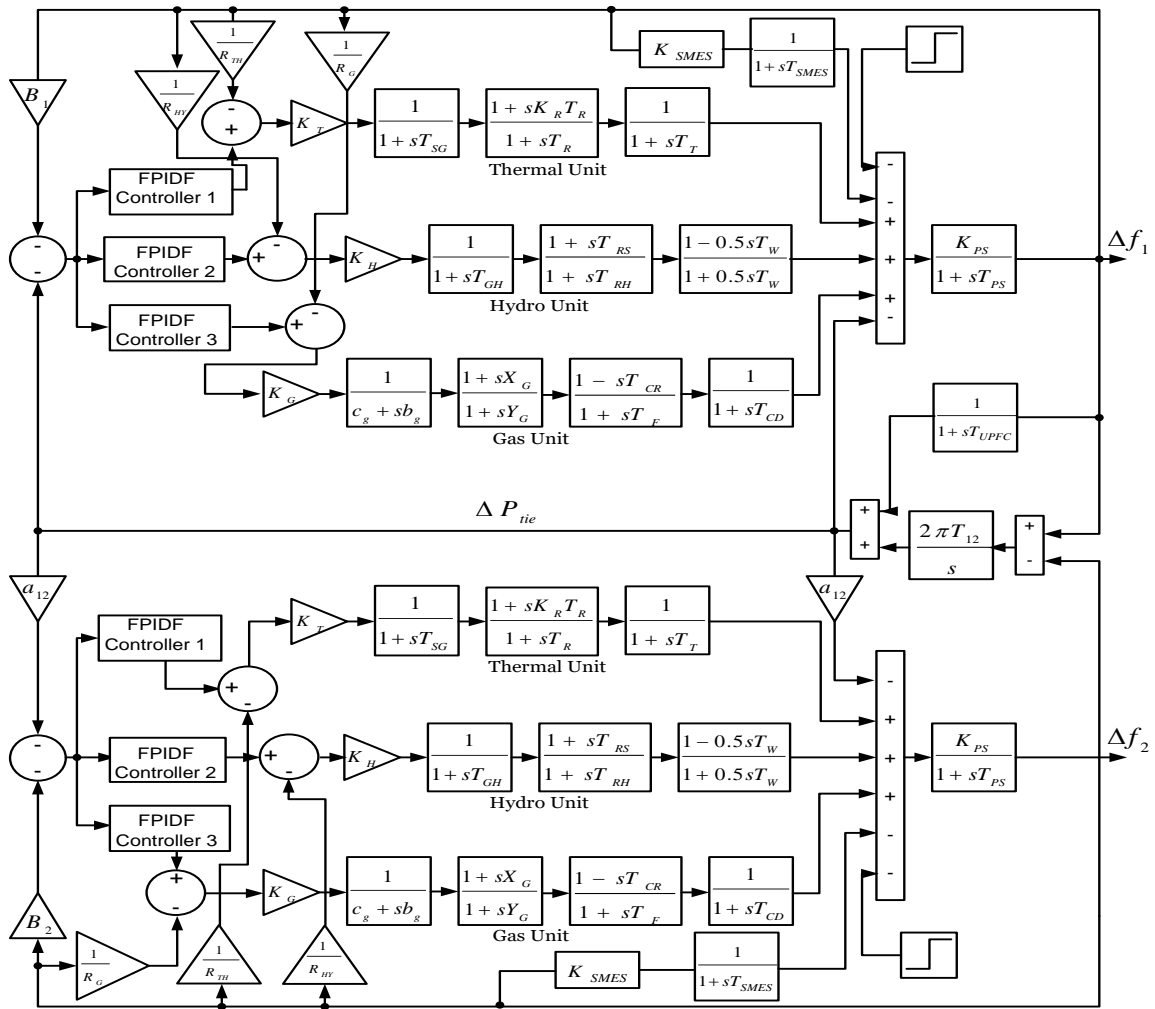 B_1
1 / R_HY
1 / R_TH
1 / R_G
K_SMES
1 / 1 + sT_SMES
-
+
K_T
1 / 1 + sT_SG
1 + sK_R T_R / 1 + sT_R
1 / 1 + sT_T
Thermal Unit
FPIDF
Controller 1
-
-
FPIDF
Controller 2
+ -
K_H
1 / 1 + sT_GH
1 + sT_RS / 1 + sT_RH
1 - 0.5sT_W / 1 + 0.5sT_W
Hydro Unit
FPIDF
Controller 3
+ -
K_G
1 / c_g + sb_g
1 + sX_G / 1 + sY_G
1 - sT_CR / 1 + sT_F
1 / 1 + sT_CD
Gas Unit
-
-
+
+
+
-
K_PS / 1 + sT_PS
Δf_1
1 / 1 + sT_UPFC
ΔP_tie
+
+
2πT_12 / s
+
-
a_12
a_12
FPIDF
Controller 1
+ -
K_T
1 / 1 + sT_SG
1 + sK_R T_R / 1 + sT_R
1 / 1 + sT_T
Thermal Unit
-
-
FPIDF
Controller 2
+ -
K_H
1 / 1 + sT_GH
1 + sT_RS / 1 + sT_RH
1 - 0.5sT_W / 1 + 0.5sT_W
Hydro Unit
FPIDF
Controller 3
+
-
K_G
1 / c_g + sb_g
1 + sX_G / 1 + sY_G
1 - sT_CR / 1 + sT_F
1 / 1 + sT_CD
Gas Unit
-
+
+
+
-
-
K_PS / 1 + sT_PS
Δf_2
B_2
1 / R_G
1 / R_TH
1 / R_HY
K_SMES
1 / 1 + sT_SMES